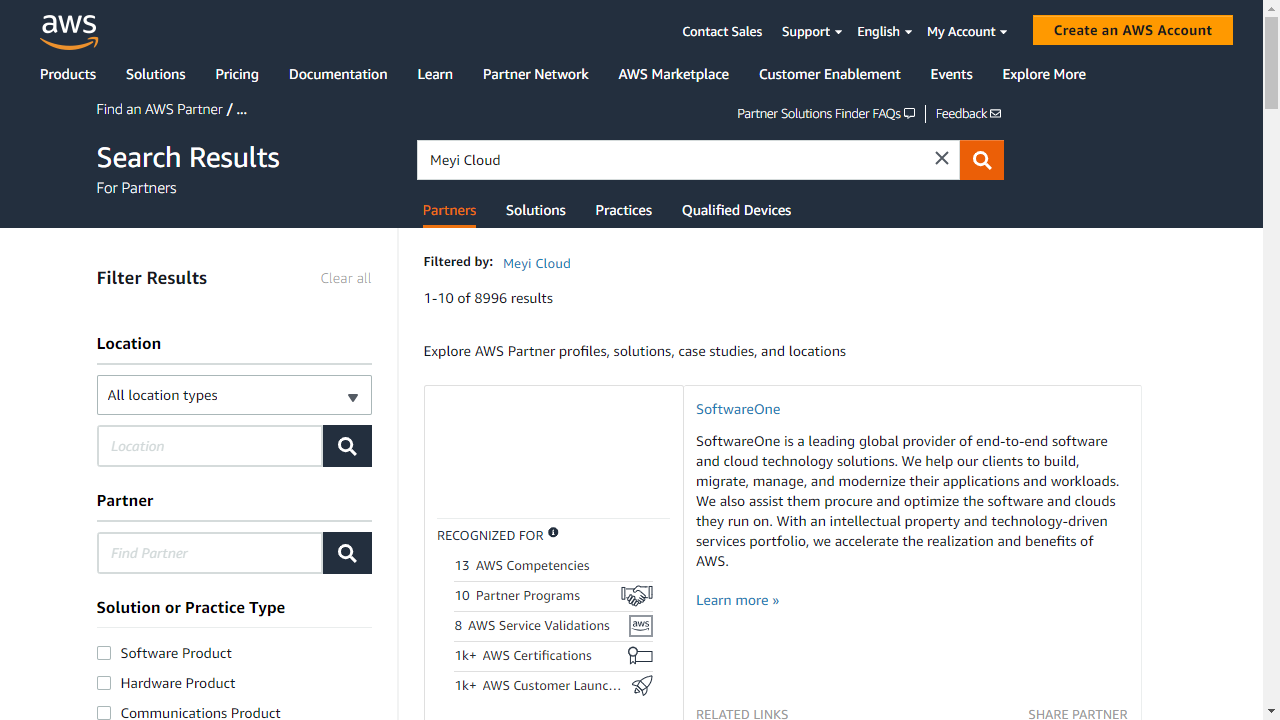 aws
Contact Sales
Support
English
My Account
Create an AWS Account
Products
Solutions
Pricing
Documentation
Learn
Partner Network
AWS Marketplace
Customer Enablement
Events
Explore More
Find an AWS Partner / ...
Partner Solutions Finder FAQs
Feedback
Search Results
For Partners
Meyi Cloud
Partners
Solutions
Practices
Qualified Devices
Filter Results
Clear all
Location
All location types
Location
Partner
Find Partner
Solution or Practice Type
Software Product
Hardware Product
Communications Product
Filtered by: Meyi Cloud
1-10 of 8996 results
Explore AWS Partner profiles, solutions, case studies, and locations
RECOGNIZED FOR
13 AWS Competencies
10 Partner Programs
8 AWS Service Validations
aws
1k+ AWS Certifications
1k+ AWS Customer Launc...
SoftwareOne
SoftwareOne is a leading global provider of end-to-end software
and cloud technology solutions. We help our clients to build,
migrate, manage, and modernize their applications and workloads.
We also assist them procure and optimize the software and clouds
they run on. With an intellectual property and technology-driven
services portfolio, we accelerate the realization and benefits of
AWS.
Learn more »
RELATED LINKS
SHARE PARTNER